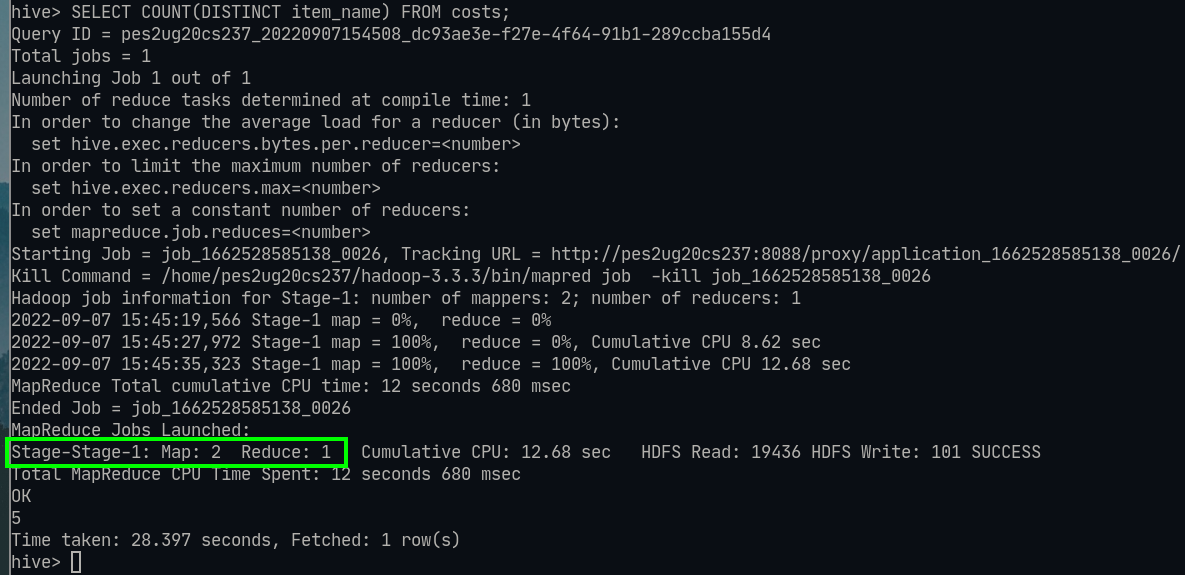 hive> SELECT COUNT(DISTINCT item_name) FROM costs;
Query ID = pes2ug20cs237_20220907154508_dc93ae3e-f27e-4f64-91b1-289ccba155d4
Total jobs = 1
Launching Job 1 out of 1
Number of reduce tasks determined at compile time: 1
In order to change the average load for a reducer (in bytes):
  set hive.exec.reducers.bytes.per.reducer=<number>
In order to limit the maximum number of reducers:
  set hive.exec.reducers.max=<number>
In order to set a constant number of reducers:
  set mapreduce.job.reduces=<number>
Starting Job = job_1662528585138_0026, Tracking URL = http://pes2ug20cs237:8088/proxy/application_1662528585138_0026/
Kill Command = /home/pes2ug20cs237/hadoop-3.3.3/bin/mapred job  -kill job_1662528585138_0026
Hadoop job information for Stage-1: number of mappers: 2; number of reducers: 1
2022-09-07 15:45:19,566 Stage-1 map = 0%,  reduce = 0%
2022-09-07 15:45:27,972 Stage-1 map = 100%,  reduce = 0%, Cumulative CPU 8.62 sec
2022-09-07 15:45:35,323 Stage-1 map = 100%,  reduce = 100%, Cumulative CPU 12.68 sec
MapReduce Total cumulative CPU time: 12 seconds 680 msec
Ended Job = job_1662528585138_0026
MapReduce Jobs Launched:
Stage-Stage-1: Map: 2  Reduce: 1   Cumulative CPU: 12.68 sec   HDFS Read: 19436 HDFS Write: 101 SUCCESS
Total MapReduce CPU Time Spent: 12 seconds 680 msec
OK
5
Time taken: 28.397 seconds, Fetched: 1 row(s)
hive>